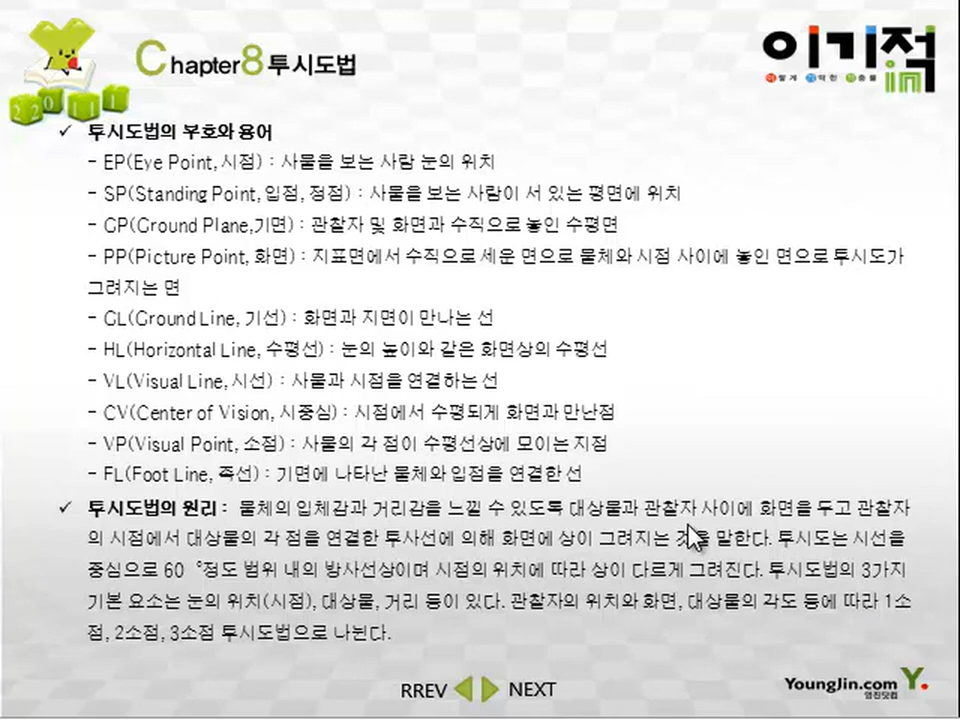 Chapter8 투시도법
이기적in
이렇게 기막힌 적중률
2011
✓ 투시도법의 부호와 용어
- EP(Eye Point, 시점) : 사물을 보는 사람 눈의 위치
- SP(Standing Point, 입점, 정점) : 사물을 보는 사람이 서 있는 평면에 위치
- GP(Ground Plane,기면) : 관찰자 및 화면과 수직으로 놓인 수평면
- PP(Picture Point, 화면) : 지표면에서 수직으로 세운 면으로 물체와 시점 사이에 놓인 면으로 투시도가
그려지는 면
- GL(Ground Line, 기선) : 화면과 지면이 만나는 선
- HL(Horizontal Line, 수평선) : 눈의 높이와 같은 화면상의 수평선
- VL(Visual Line, 시선) : 사물과 시점을 연결하는 선
- CV(Center of Vision, 시중심) : 시점에서 수평되게 화면과 만난점
- VP(Visual Point, 소점) : 사물의 각 점이 수평선상에 모이는 지점
- FL(Foot Line, 족선) : 기면에 나타난 물체와 입점을 연결한 선
✓ 투시도법의 원리 : 물체의 입체감과 거리감을 느낄 수 있도록 대상물과 관찰자 사이에 화면을 두고 관찰자
의 시점에서 대상물의 각 점을 연결한 투사선에 의해 화면에 상이 그려지는 것을 말한다. 투시도는 시선을
중심으로 60 °정도 범위 내의 방사선상이며 시점의 위치에 따라 상이 다르게 그려진다. 투시도법의 3가지
기본 요소는 눈의 위치(시점), 대상물, 거리 등이 있다. 관찰자의 위치와 화면, 대상물의 각도 등에 따라 1소
점, 2소점, 3소점 투시도법으로 나뉜다.
RREV NEXT
YoungJin.com Y.
영진닷컴